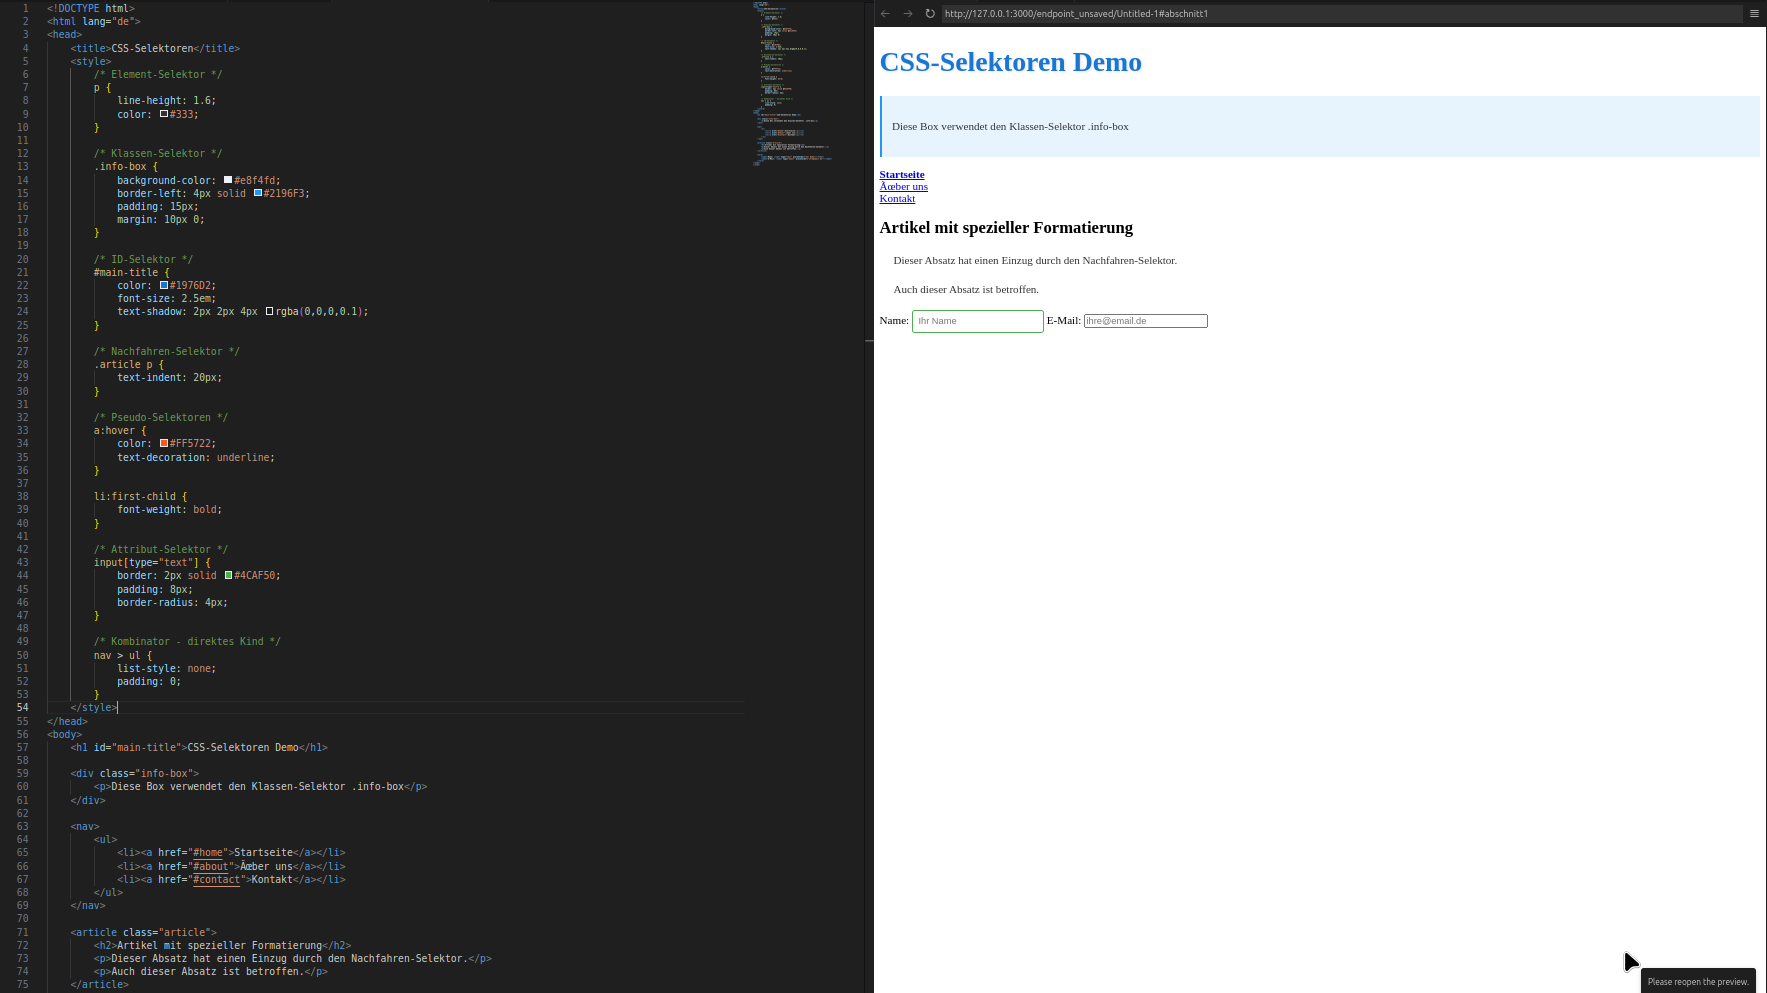 1 <!DOCTYPE html>
2 <html lang="de">
3 <head>
4 <title>CSS-Selektoren</title>
5 <style>
6 /* Element-Selektor */
7 p {
8 line-height: 1.6;
9 color: #333;
10 }
11
12 /* Klassen-Selektor */
13 .info-box {
14 background-color: #e8f4fd;
15 border-left: 4px solid #2196F3;
16 padding: 15px;
17 margin: 10px 0;
18 }
19
20 /* ID-Selektor */
21 #main-title {
22 color: #1976D2;
23 font-size: 2.5em;
24 text-shadow: 2px 2px 4px rgba(0,0,0,0.1);
25 }
26
27 /* Nachfahren-Selektor */
28 .article p {
29 text-indent: 20px;
30 }
31
32 /* Pseudo-Selektoren */
33 a:hover {
34 color: #FF5722;
35 text-decoration: underline;
36 }
37
38 li:first-child {
39 font-weight: bold;
40 }
41
42 /* Attribut-Selektor */
43 input[type="text"] {
44 border: 2px solid #4CAF50;
45 padding: 8px;
46 border-radius: 4px;
47 }
48
49 /* Kombinator - direktes Kind */
50 nav > ul {
51 list-style: none;
52 padding: 0;
53 }
54 </style>
55 </head>
56 <body>
57 <h1 id="main-title">CSS-Selektoren Demo</h1>
58
59 <div class="info-box">
60 <p>Diese Box verwendet den Klassen-Selektor .info-box</p>
61 </div>
62
63 <nav>
64 <ul>
65 <li><a href="#home">Startseite</a></li>
66 <li><a href="#about">Ãœber uns</a></li>
67 <li><a href="#contact">Kontakt</a></li>
68 </ul>
69 </nav>
70
71 <article class="article">
72 <h2>Artikel mit spezieller Formatierung</h2>
73 <p>Dieser Absatz hat einen Einzug durch den Nachfahren-Selektor.</p>
74 <p>Auch dieser Absatz ist betroffen.</p>
75 </article>
http://127.0.0.1:3000/endpoint_unsaved/Untitled-1#abschnitt1
CSS-Selektoren Demo
Diese Box verwendet den Klassen-Selektor .info-box
Startseite
Ãœber uns
Kontakt
Artikel mit spezieller Formatierung
Dieser Absatz hat einen Einzug durch den Nachfahren-Selektor.
Auch dieser Absatz ist betroffen.
Name: Ihr Name E-Mail: ihre@email.de
Please reopen the preview.